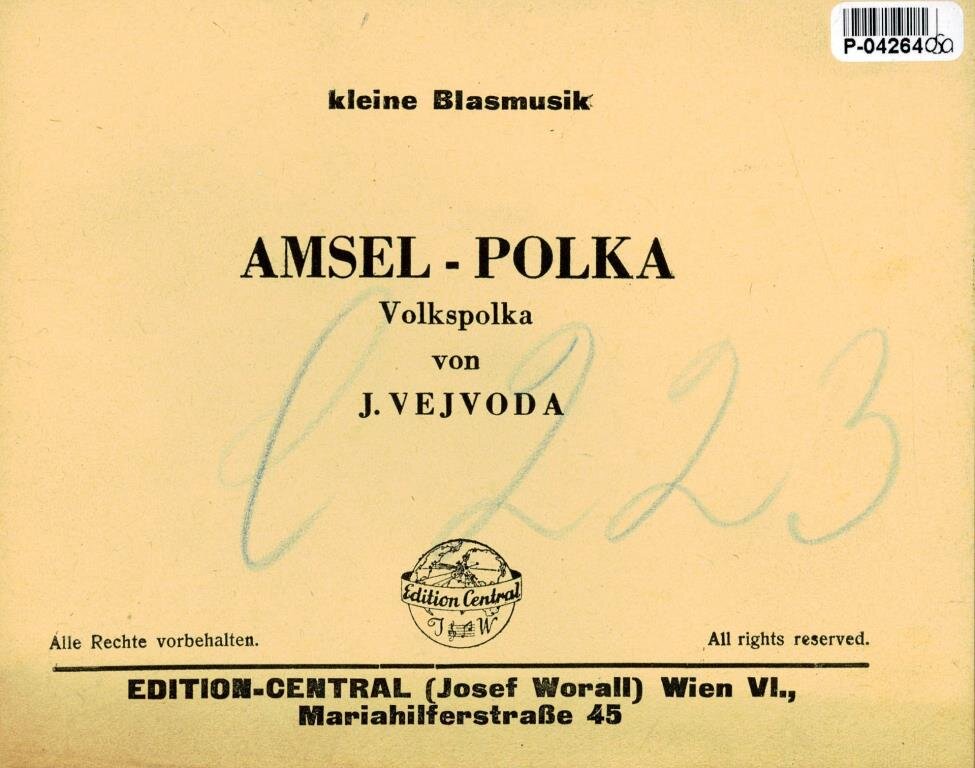 P-04264
kleine Blasmusik
AMSEL - POLKA
Volkspolka
von
J. VEJVODA
223
Edition Central
J W
Alle Rechte vorbehalten.
All rights reserved.
EDITION-CENTRAL (Josef Worall) Wien VI.,
Mariahilferstraße 45